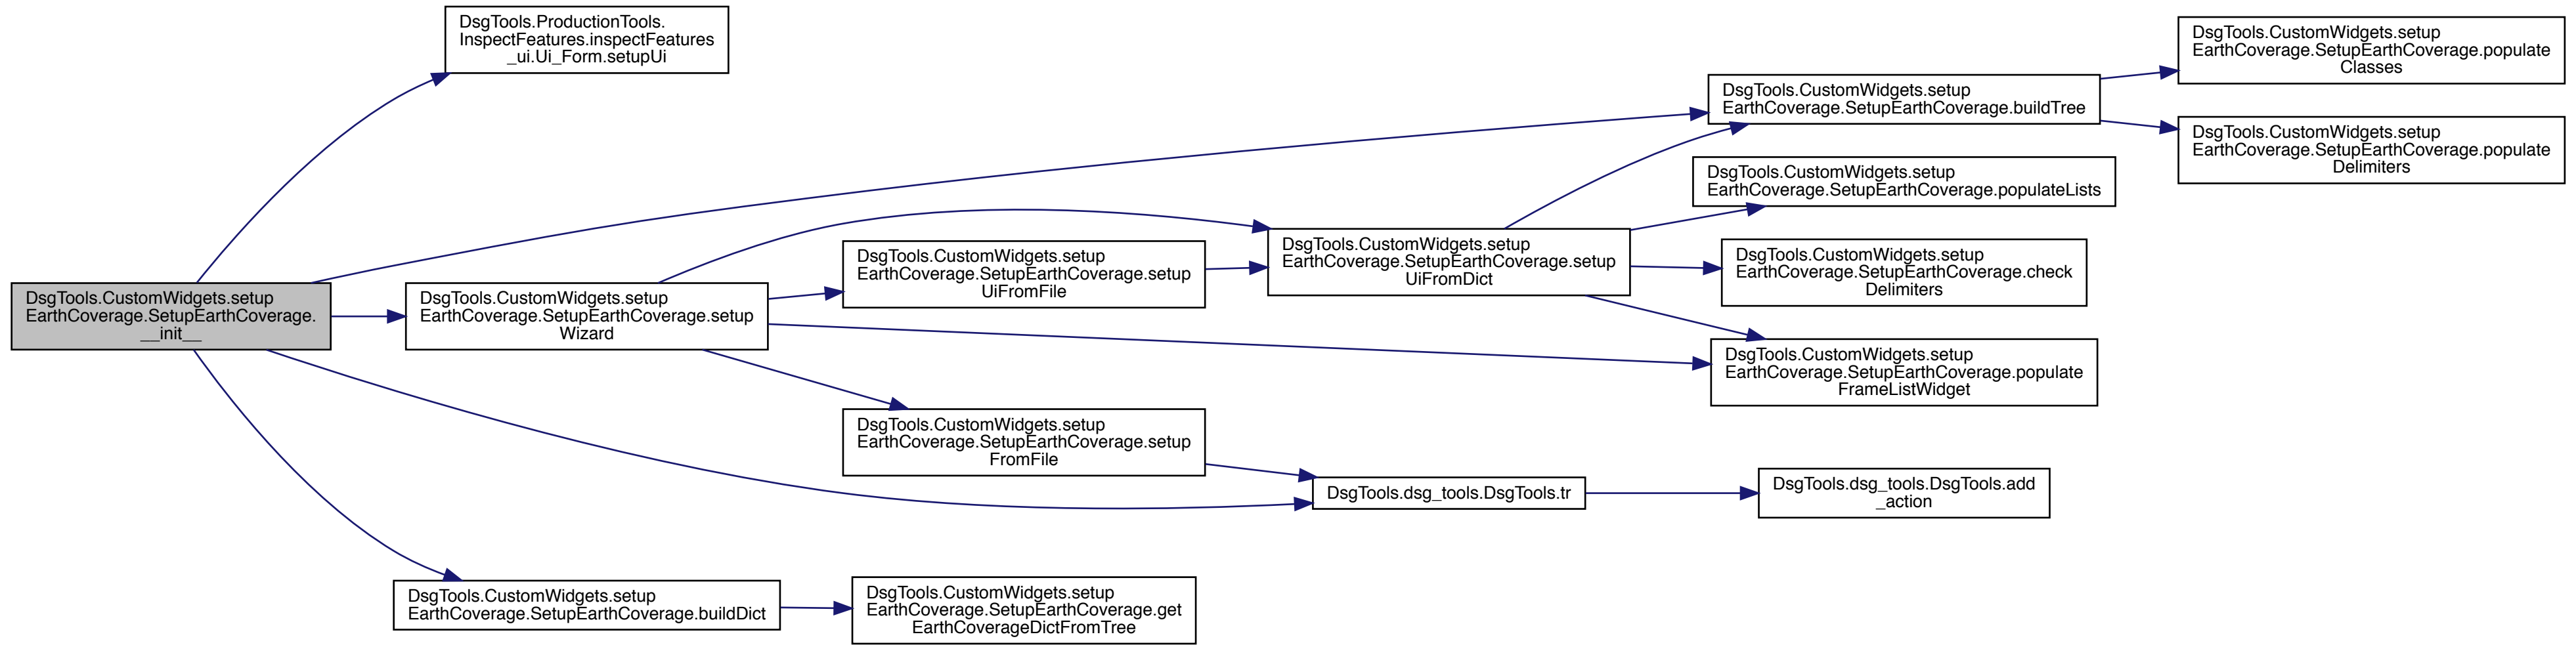 DsgTools.ProductionTools.
InspectFeatures.inspectFeatures
_ui.Ui_Form.setupUi
DsgTools.CustomWidgets.setup
EarthCoverage.SetupEarthCoverage.populate
Classes
DsgTools.CustomWidgets.setup
EarthCoverage.SetupEarthCoverage.buildTree
DsgTools.CustomWidgets.setup
EarthCoverage.SetupEarthCoverage.populate
Delimiters
DsgTools.CustomWidgets.setup
EarthCoverage.SetupEarthCoverage.populateLists
DsgTools.CustomWidgets.setup
EarthCoverage.SetupEarthCoverage.setup
UiFromFile
DsgTools.CustomWidgets.setup
EarthCoverage.SetupEarthCoverage.setup
UiFromDict
DsgTools.CustomWidgets.setup
EarthCoverage.SetupEarthCoverage.check
Delimiters
DsgTools.CustomWidgets.setup
EarthCoverage.SetupEarthCoverage.
__init__
DsgTools.CustomWidgets.setup
EarthCoverage.SetupEarthCoverage.setup
Wizard
DsgTools.CustomWidgets.setup
EarthCoverage.SetupEarthCoverage.populate
FrameListWidget
DsgTools.CustomWidgets.setup
EarthCoverage.SetupEarthCoverage.setup
FromFile
DsgTools.dsg_tools.DsgTools.tr
DsgTools.dsg_tools.DsgTools.add
_action
DsgTools.CustomWidgets.setup
EarthCoverage.SetupEarthCoverage.buildDict
DsgTools.CustomWidgets.setup
EarthCoverage.SetupEarthCoverage.get
EarthCoverageDictFromTree